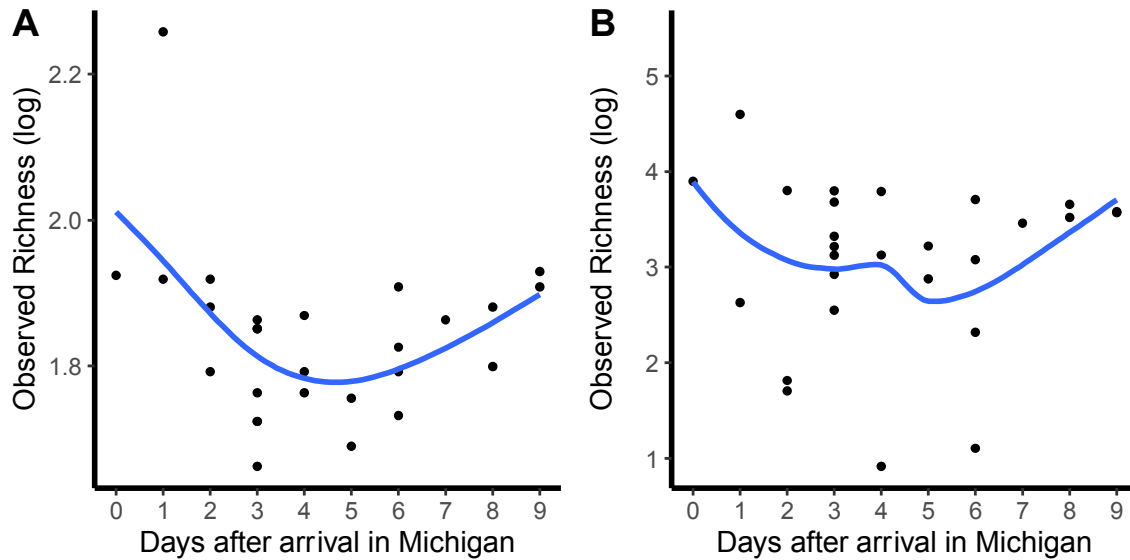 A
Observed Richness (log)
2.2
2.0
1.8
0 1 2 3 4 5 6 7 8 9
Days after arrival in Michigan
B
Observed Richness (log)
5
4
3
2
1
0 1 2 3 4 5 6 7 8 9
Days after arrival in Michigan